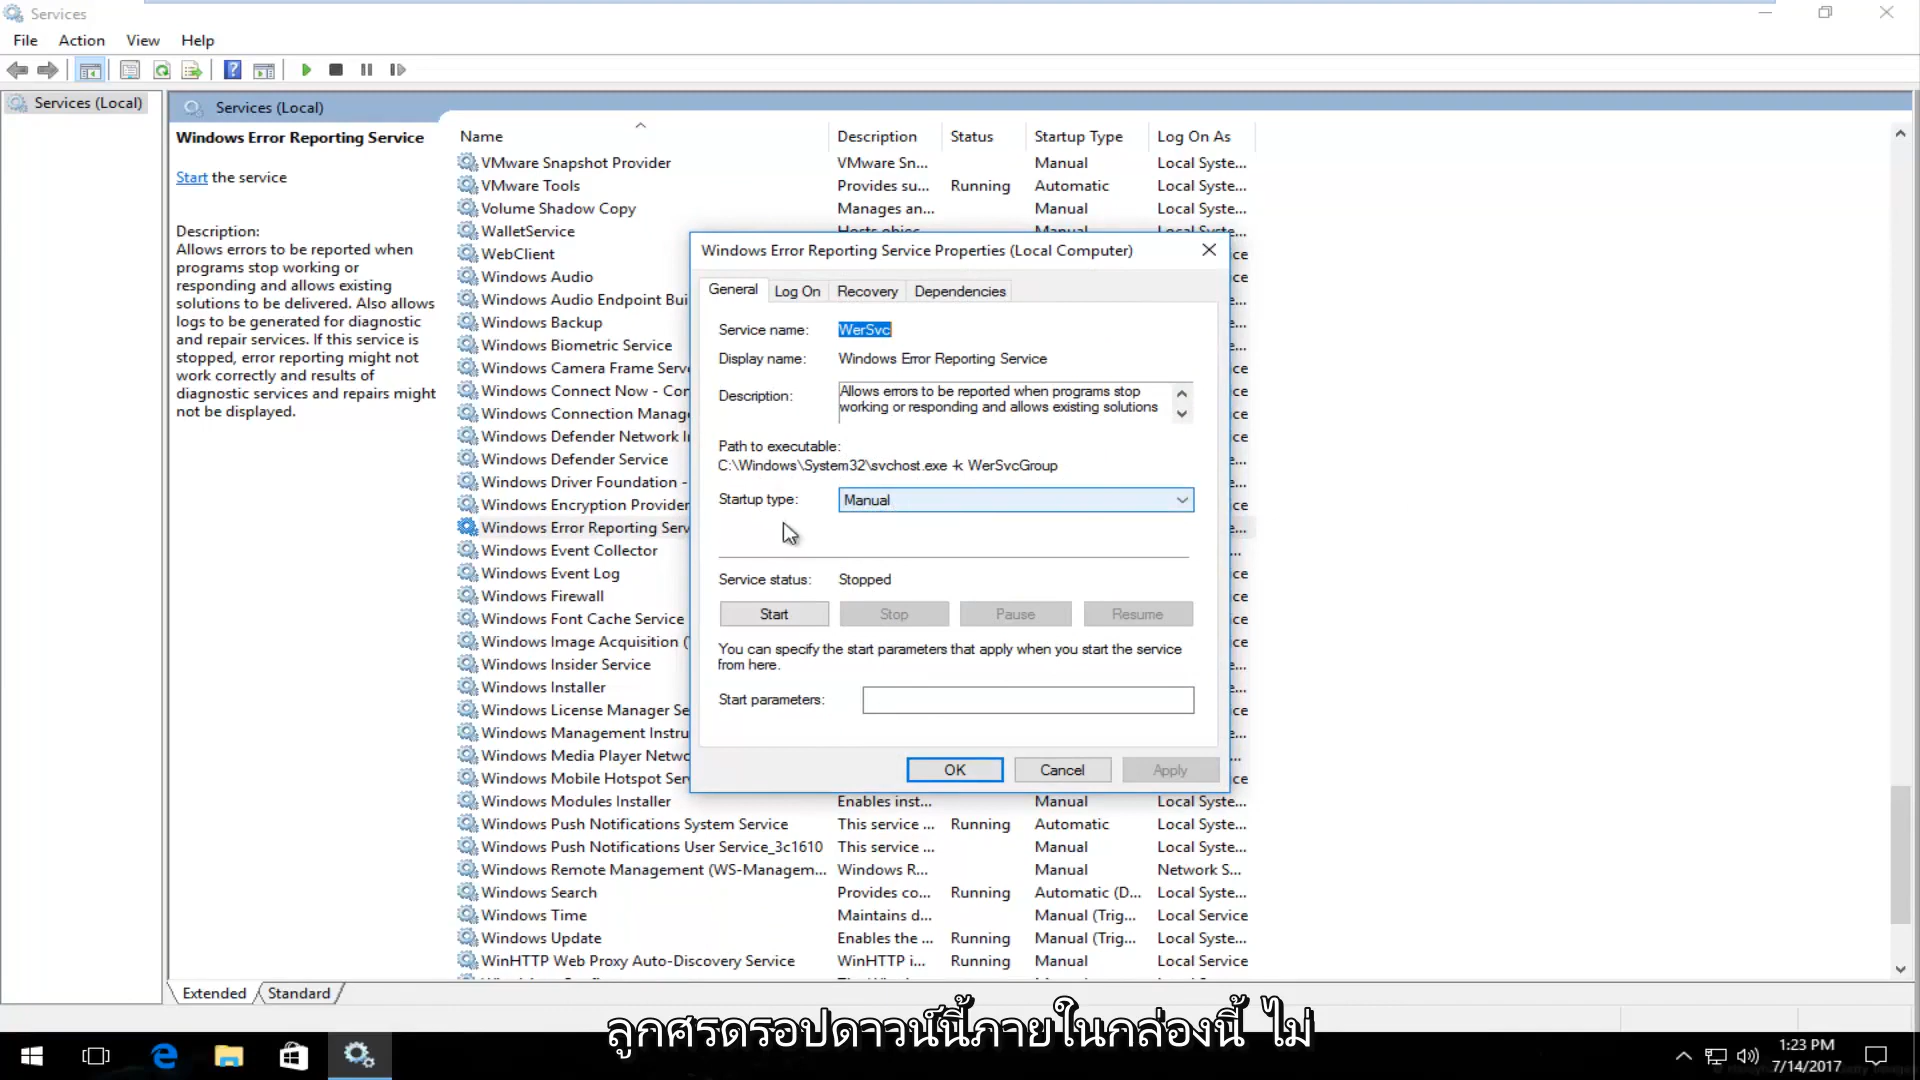 Services
File Action View Help
Services (Local)
Services (Local)
Windows Error Reporting Service
Start the service
Description:
Allows errors to be reported when
programs stop working or
responding and allows existing
solutions to be delivered. Also allows
logs to be generated for diagnostic
and repair services. If this service is
stopped, error reporting might not
work correctly and results of
diagnostic services and repairs might
not be displayed.
Name Description Status Startup Type Log On As
VMware Snapshot Provider VMware Sn... Manual Local Syste...
VMware Tools Provides su... Running Automatic Local Syste...
Volume Shadow Copy Manages an... Manual Local Syste...
WalletService
WebClient
Windows Audio
Windows Audio Endpoint Bui
Windows Backup
Windows Biometric Service
Windows Camera Frame Serv
Windows Connect Now - Con
Windows Connection Manag
Windows Defender Network I
Windows Defender Service
Windows Driver Foundation -
Windows Encryption Provider
Windows Error Reporting Serv
Windows Event Collector
Windows Event Log
Windows Firewall
Windows Font Cache Service
Windows Image Acquisition (
Windows Insider Service
Windows Installer
Windows License Manager Se
Windows Management Instru
Windows Media Player Netwo
Windows Mobile Hotspot Ser
Windows Modules Installer Enables inst... Manual Local Syste...
Windows Push Notifications System Service This service ... Running Automatic Local Syste...
Windows Push Notifications User Service_3c1610 This service ... Manual Local Syste...
Windows Remote Management (WS-Managem... Windows R... Manual Network S...
Windows Search Provides co... Running Automatic (D... Local Syste...
Windows Time Maintains d... Manual (Trig... Local Service
Windows Update Enables the ... Running Manual (Trig... Local Syste...
WinHTTP Web Proxy Auto-Discovery Service WinHTTP i... Running Manual Local Service
Windows Error Reporting Service Properties (Local Computer)
General Log On Recovery Dependencies
Service name: WerSvc
Display name: Windows Error Reporting Service
Description: Allows errors to be reported when programs stop
working or responding and allows existing solutions
Path to executable:
C:\Windows\System32\svchost.exe -k WerSvcGroup
Startup type: Manual
Service status: Stopped
Start Stop Pause Resume
You can specify the start parameters that apply when you start the service
from here.
Start parameters:
OK Cancel Apply
Extended Standard
ลูกศรดรอปดาวน์นี้ภายในกล่องนี้ ไม่
1:23 PM
7/14/2017